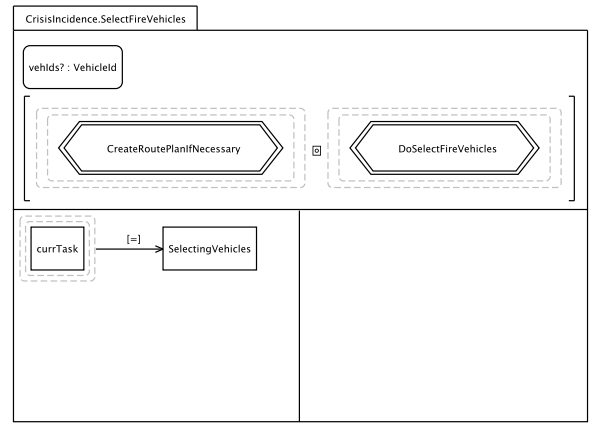 CrisisIncidence.SelectFireVehicles
vehIds? : VehicleId
CreateRoutePlanIfNecessary
DoSelectFireVehicles
currTask
[=]
SelectingVehicles